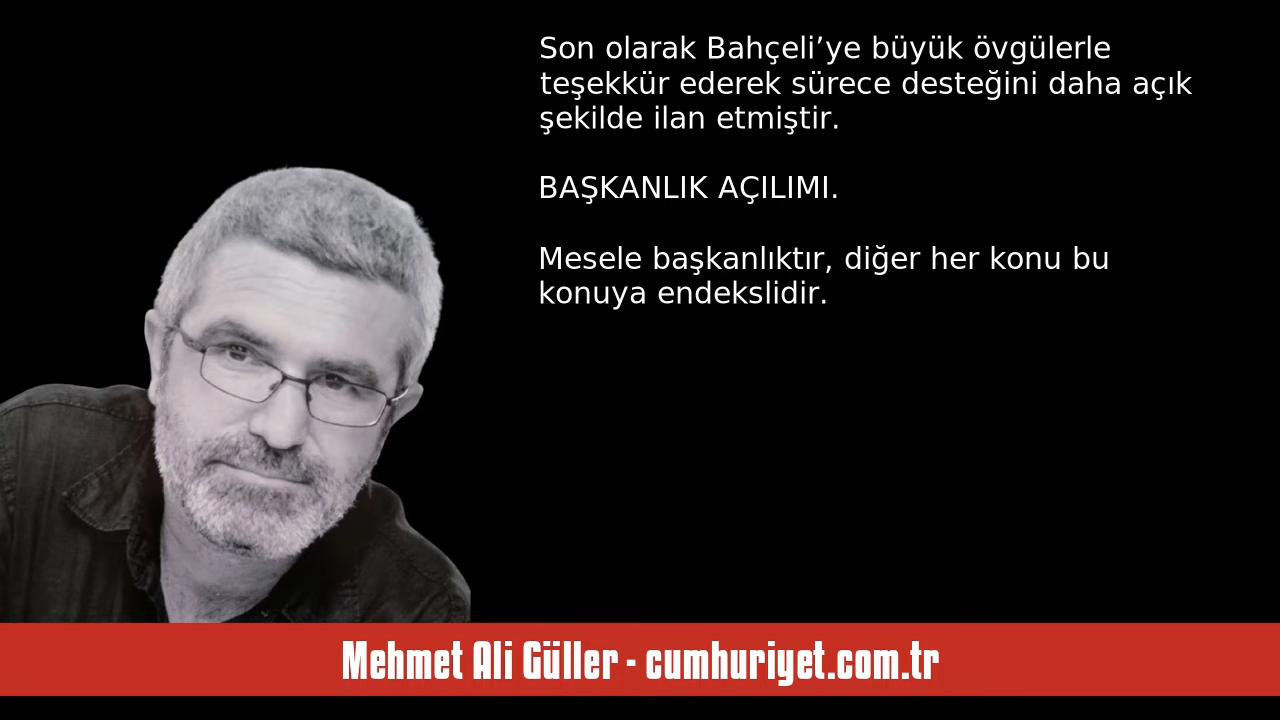 Son olarak Bahçeli’ye büyük övgülerle
teşekkür ederek sürece desteğini daha açık
şekilde ilan etmiştir.
BAŞKANLIK AÇILIMI.
Mesele başkanlıktır, diğer her konu bu
konuya endekslidir.
Mehmet Ali Güller - cumhuriyet.com.tr